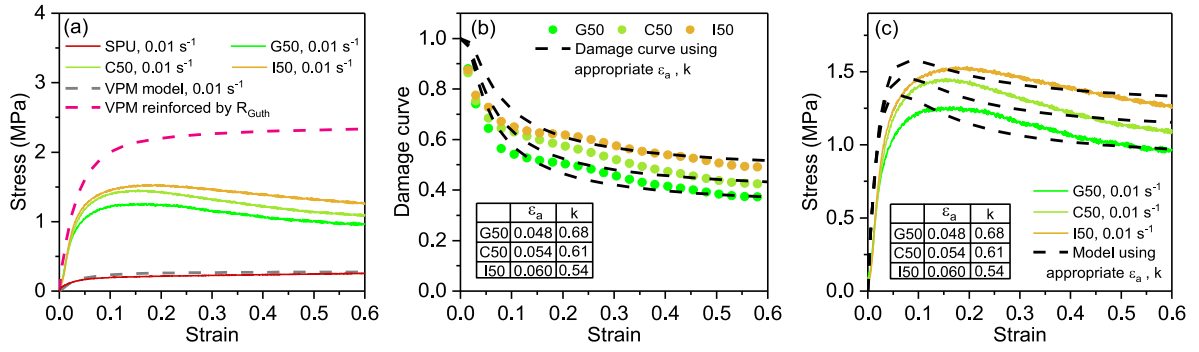 (a)
SPU, 0.01 s⁻¹
G50, 0.01 s⁻¹
C50, 0.01 s⁻¹
I50, 0.01 s⁻¹
VPM model, 0.01 s⁻¹
VPM reinforced by R_Guth
Stress (MPa)
4
3
2
1
0
0.0 0.1 0.2 0.3 0.4 0.5 0.6
Strain
(b)
G50 C50 I50
Damage curve using
appropriate ε_a , k
Damage curve
1.0
0.8
0.6
0.4
0.2
0.0
ε_a k
G50 0.048 0.68
C50 0.054 0.61
I50 0.060 0.54
0.0 0.1 0.2 0.3 0.4 0.5 0.6
Strain
(c)
Stress (MPa)
1.5
1.0
0.5
0.0
ε_a k
G50 0.048 0.68
C50 0.054 0.61
I50 0.060 0.54
G50, 0.01 s⁻¹
C50, 0.01 s⁻¹
I50, 0.01 s⁻¹
Model using
appropriate ε_a , k
0.0 0.1 0.2 0.3 0.4 0.5 0.6
Strain